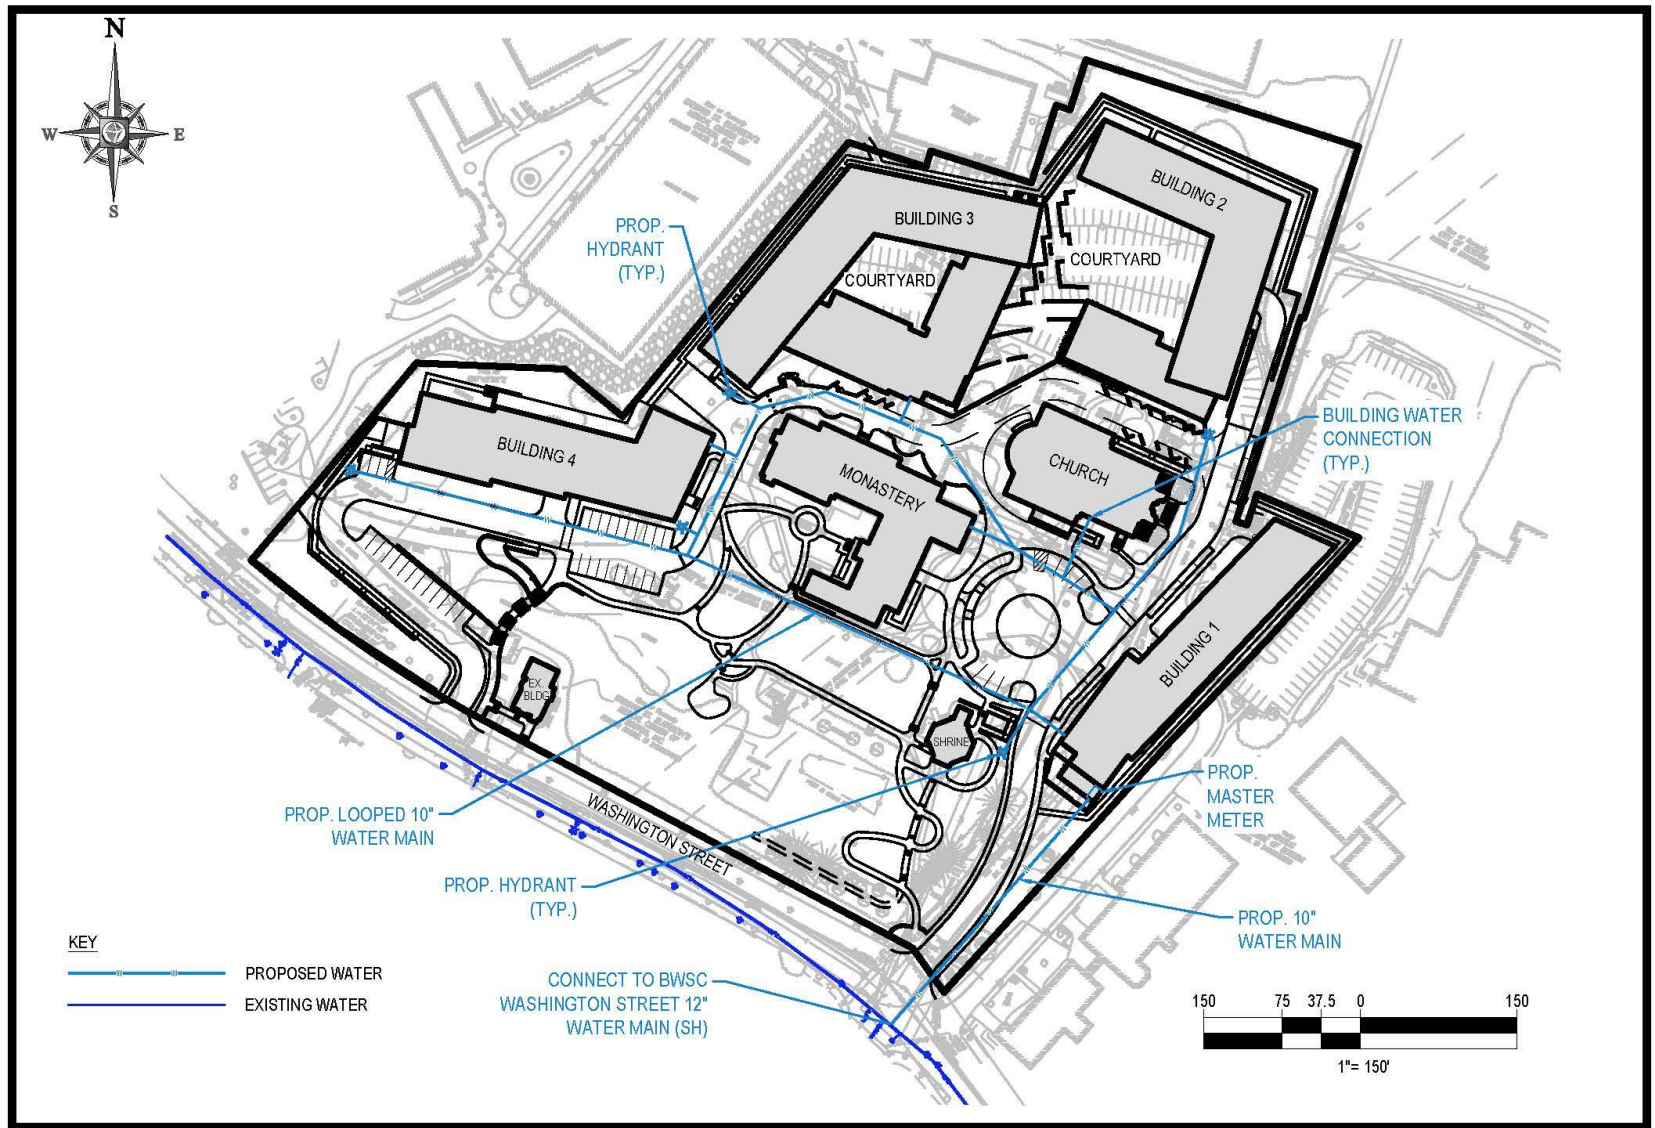 N
W
E
S
BUILDING 2
BUILDING 3
PROP.
HYDRANT
(TYP.)
COURTYARD
COURTYARD
BUILDING WATER
CONNECTION
(TYP.)
BUILDING 4
MONASTERY
CHURCH
BUILDING 1
EX.
BLDG
SHRINE
PROP.
MASTER
METER
PROP. LOOPED 10"
WATER MAIN
WASHINGTON STREET
PROP. HYDRANT
(TYP.)
PROP. 10"
WATER MAIN
KEY
PROPOSED WATER
EXISTING WATER
CONNECT TO BWSC
WASHINGTON STREET 12"
WATER MAIN (SH)
150 75 37.5 0 150
1"= 150'